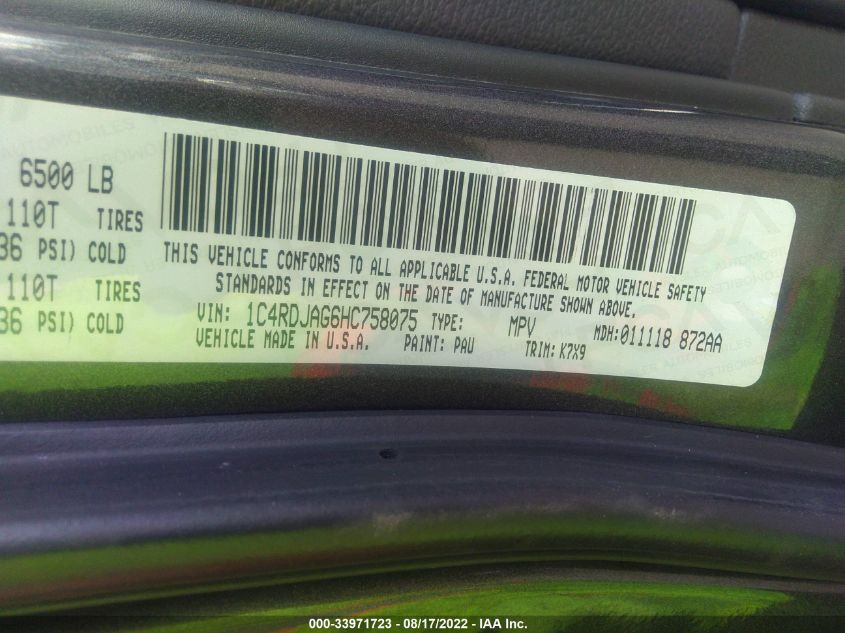 6500 LB
110T TIRES
36 PSI) COLD
110T TIRES
36 PSI) COLD
THIS VEHICLE CONFORMS TO ALL APPLICABLE U.S.A. FEDERAL MOTOR VEHICLE SAFETY
STANDARDS IN EFFECT ON THE DATE OF MANUFACTURE SHOWN ABOVE.
VIN: 1C4RDJAG6HC758075 TYPE: MPV MDH:011118 872AA
VEHICLE MADE IN U.S.A. PAINT: PAU TRIM: K7X9
000-33971723 - 08/17/2022 - IAA Inc.